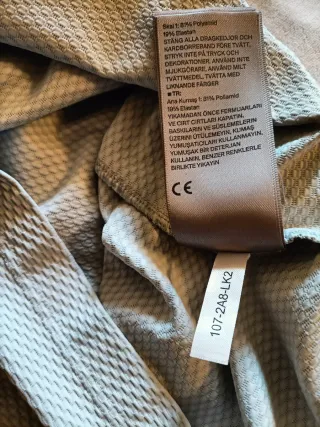 Skal 1: 81% Polyamid
19% Elastan
STÄNG ALLA DRAGKEDJOR OCH
KARDBORREBAND FÖRE TVÄTT,
STRYK INTE PÅ TRYCK OCH
DEKORATIONER, ANVÄND INTE
MJUKGÖRARE, ANVÄND MILT
TVÄTTMEDEL, TVÄTTA MED
LIKNANDE FÄRGER
■ TR:
Ana Kumaş 1: 81% Poliamid
19% Elastan
YIKAMADAN ÖNCE FERMUARLARI
VE CIRT CIRTLARI KAPATIN,
BASKILARIN VE SÜSLEMELERİN
ÜZERİNİ ÜTÜLEMEYİN, KUMAŞ
YUMUŞATICILARI KULLANMAYIN,
YUMUŞAK BİR DETERJAN
KULLANIN, BENZER RENKLERLE
BİRLİKTE YIKAYIN
CE
107-2A8-LK2